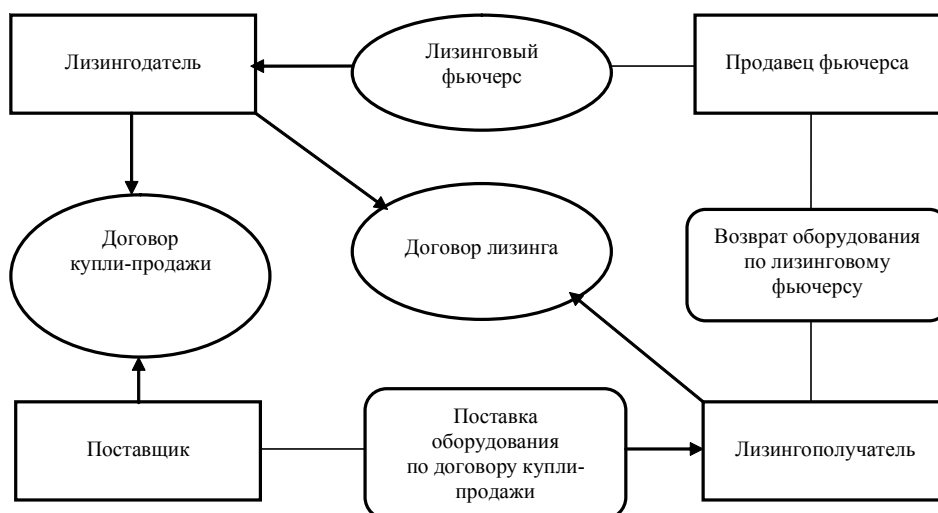 Лизингодатель
Лизинговый
фьючерс
Продавец фьючерса
Договор
купли-продажи
Договор лизинга
Возврат оборудования
по лизинговому
фьючерсу
Поставщик
Поставка
оборудования
по договору купли-
продажи
Лизингополучатель